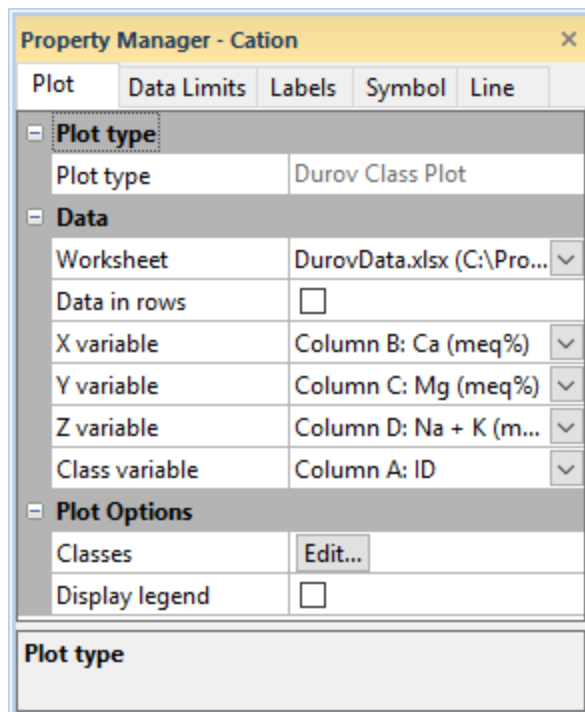 Property Manager - Cation
Plot Data Limits Labels Symbol Line
Plot type
Plot type Durov Class Plot
Data
Worksheet DurovData.xlsx (C:\Pro...
Data in rows
X variable Column B: Ca (meq%)
Y variable Column C: Mg (meq%)
Z variable Column D: Na + K (m...
Class variable Column A: ID
Plot Options
Classes Edit...
Display legend
Plot type